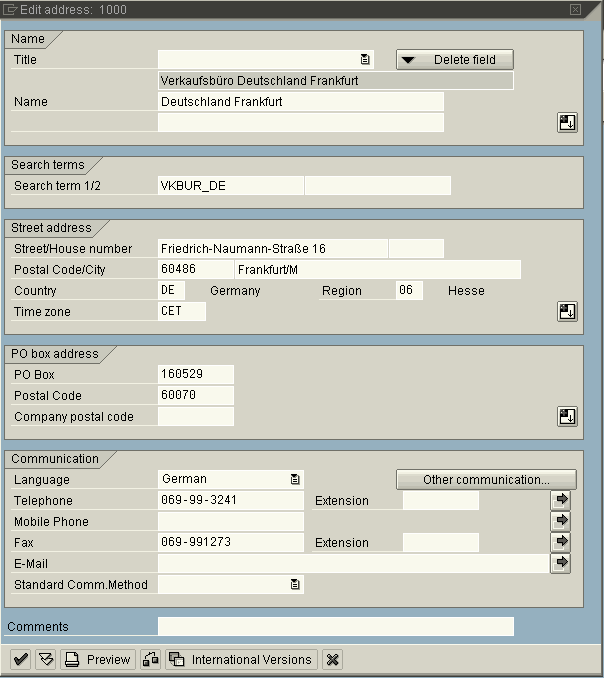 Edit address: 1000
Name
Title
Delete field
Verkaufsbüro Deutschland Frankfurt
Name Deutschland Frankfurt
Search terms
Search term 1/2 VKBUR_DE
Street address
Street/House number Friedrich-Naumann-Straße 16
Postal Code/City 60486 Frankfurt/M
Country DE Germany Region 06 Hesse
Time zone CET
PO box address
PO Box 160529
Postal Code 60070
Company postal code
Communication
Language German Other communication...
Telephone 069-99-3241 Extension
Mobile Phone
Fax 069-991273 Extension
E-Mail
Standard Comm.Method
Comments
Preview International Versions